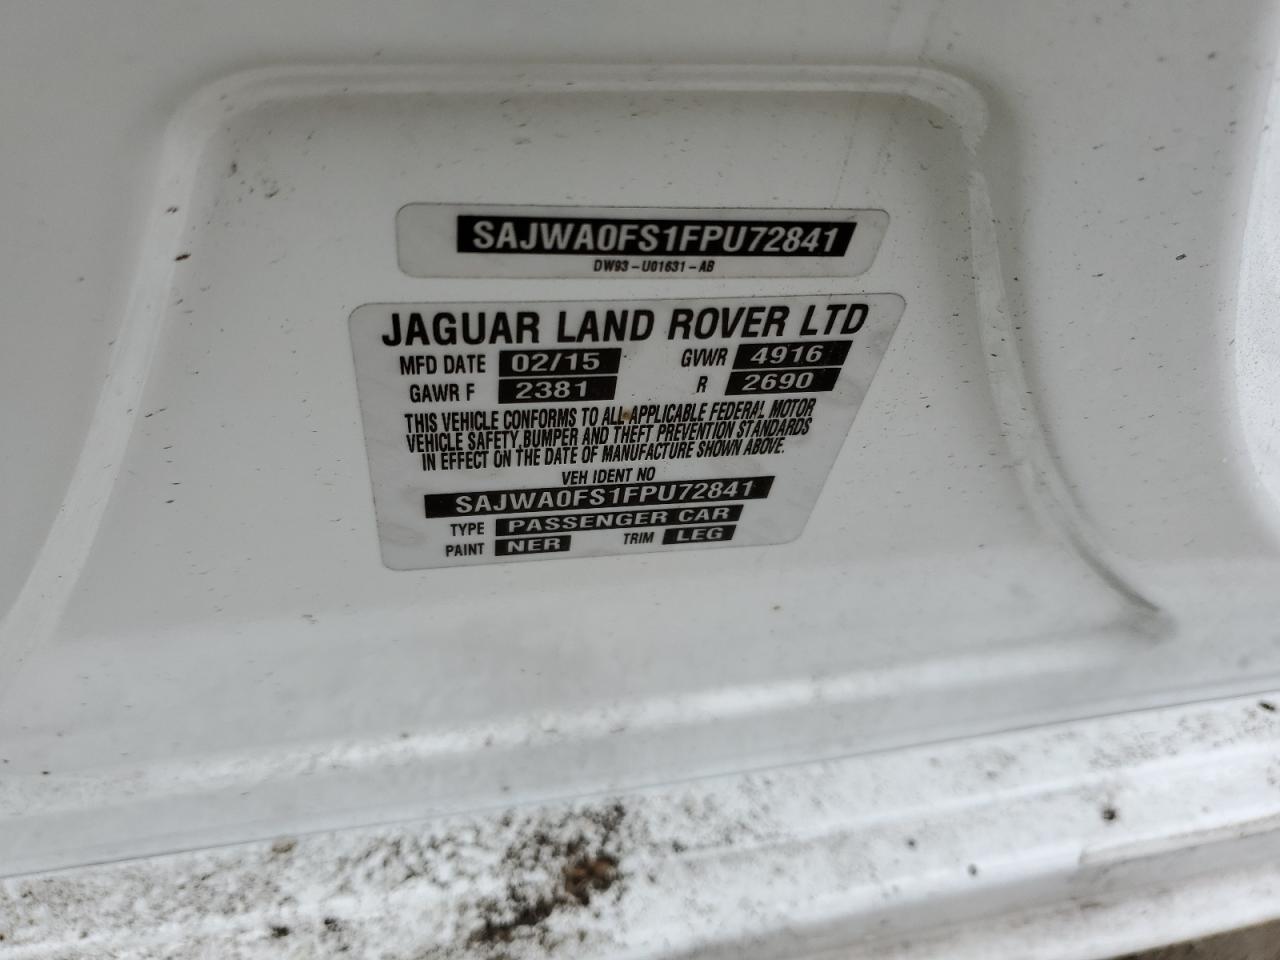 SAJWA0FS1FPU72841
DW93-U01631-AB
JAGUAR LAND ROVER LTD
MFD DATE 02/15 GVWR 4916
GAWR F 2381 R 2690
THIS VEHICLE CONFORMS TO ALL APPLICABLE FEDERAL MOTOR
VEHICLE SAFETY, BUMPER AND THEFT PREVENTION STANDARDS
IN EFFECT ON THE DATE OF MANUFACTURE SHOWN ABOVE.
VEH IDENT NO
SAJWA0FS1FPU72841
TYPE PASSENGER CAR
PAINT NER TRIM LEG